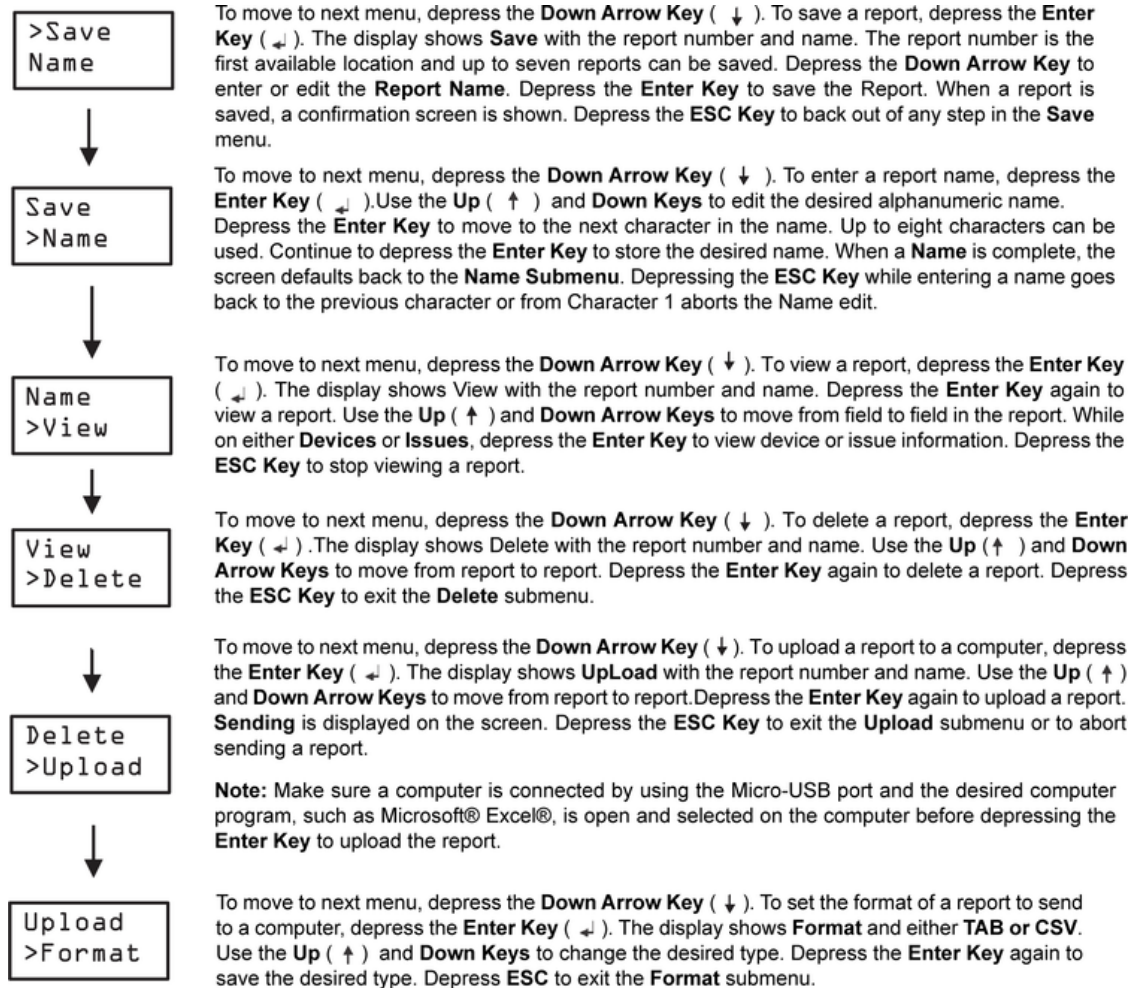 >Save
Name
To move to next menu, depress the Down Arrow Key ( ↓ ). To save a report, depress the Enter
Key ( ↲ ). The display shows Save with the report number and name. The report number is the
first available location and up to seven reports can be saved. Depress the Down Arrow Key to
enter or edit the Report Name. Depress the Enter Key to save the Report. When a report is
saved, a confirmation screen is shown. Depress the ESC Key to back out of any step in the Save
menu.
Save
>Name
To move to next menu, depress the Down Arrow Key ( ↓ ). To enter a report name, depress the
Enter Key ( ↲ ).Use the Up ( ↑ ) and Down Keys to edit the desired alphanumeric name.
Depress the Enter Key to move to the next character in the name. Up to eight characters can be
used. Continue to depress the Enter Key to store the desired name. When a Name is complete, the
screen defaults back to the Name Submenu. Depressing the ESC Key while entering a name goes
back to the previous character or from Character 1 aborts the Name edit.
Name
>View
To move to next menu, depress the Down Arrow Key ( ↓ ). To view a report, depress the Enter Key
( ↲ ). The display shows View with the report number and name. Depress the Enter Key again to
view a report. Use the Up ( ↑ ) and Down Arrow Keys to move from field to field in the report. While
on either Devices or Issues, depress the Enter Key to view device or issue information. Depress the
ESC Key to stop viewing a report.
View
>Delete
To move to next menu, depress the Down Arrow Key ( ↓ ). To delete a report, depress the Enter
Key ( ↲ ) .The display shows Delete with the report number and name. Use the Up (↑ ) and Down
Arrow Keys to move from report to report. Depress the Enter Key again to delete a report. Depress
the ESC Key to exit the Delete submenu.
Delete
>Upload
To move to next menu, depress the Down Arrow Key ( ↓ ). To upload a report to a computer, depress
the Enter Key ( ↲ ). The display shows UpLoad with the report number and name. Use the Up ( ↑ )
and Down Arrow Keys to move from report to report.Depress the Enter Key again to upload a report.
Sending is displayed on the screen. Depress the ESC Key to exit the Upload submenu or to abort
sending a report.
Note: Make sure a computer is connected by using the Micro-USB port and the desired computer
program, such as Microsoft® Excel®, is open and selected on the computer before depressing the
Enter Key to upload the report.
Upload
>Format
To move to next menu, depress the Down Arrow Key ( ↓ ). To set the format of a report to send
to a computer, depress the Enter Key ( ↲ ). The display shows Format and either TAB or CSV.
Use the Up ( ↑ ) and Down Keys to change the desired type. Depress the Enter Key again to
save the desired type. Depress ESC to exit the Format submenu.